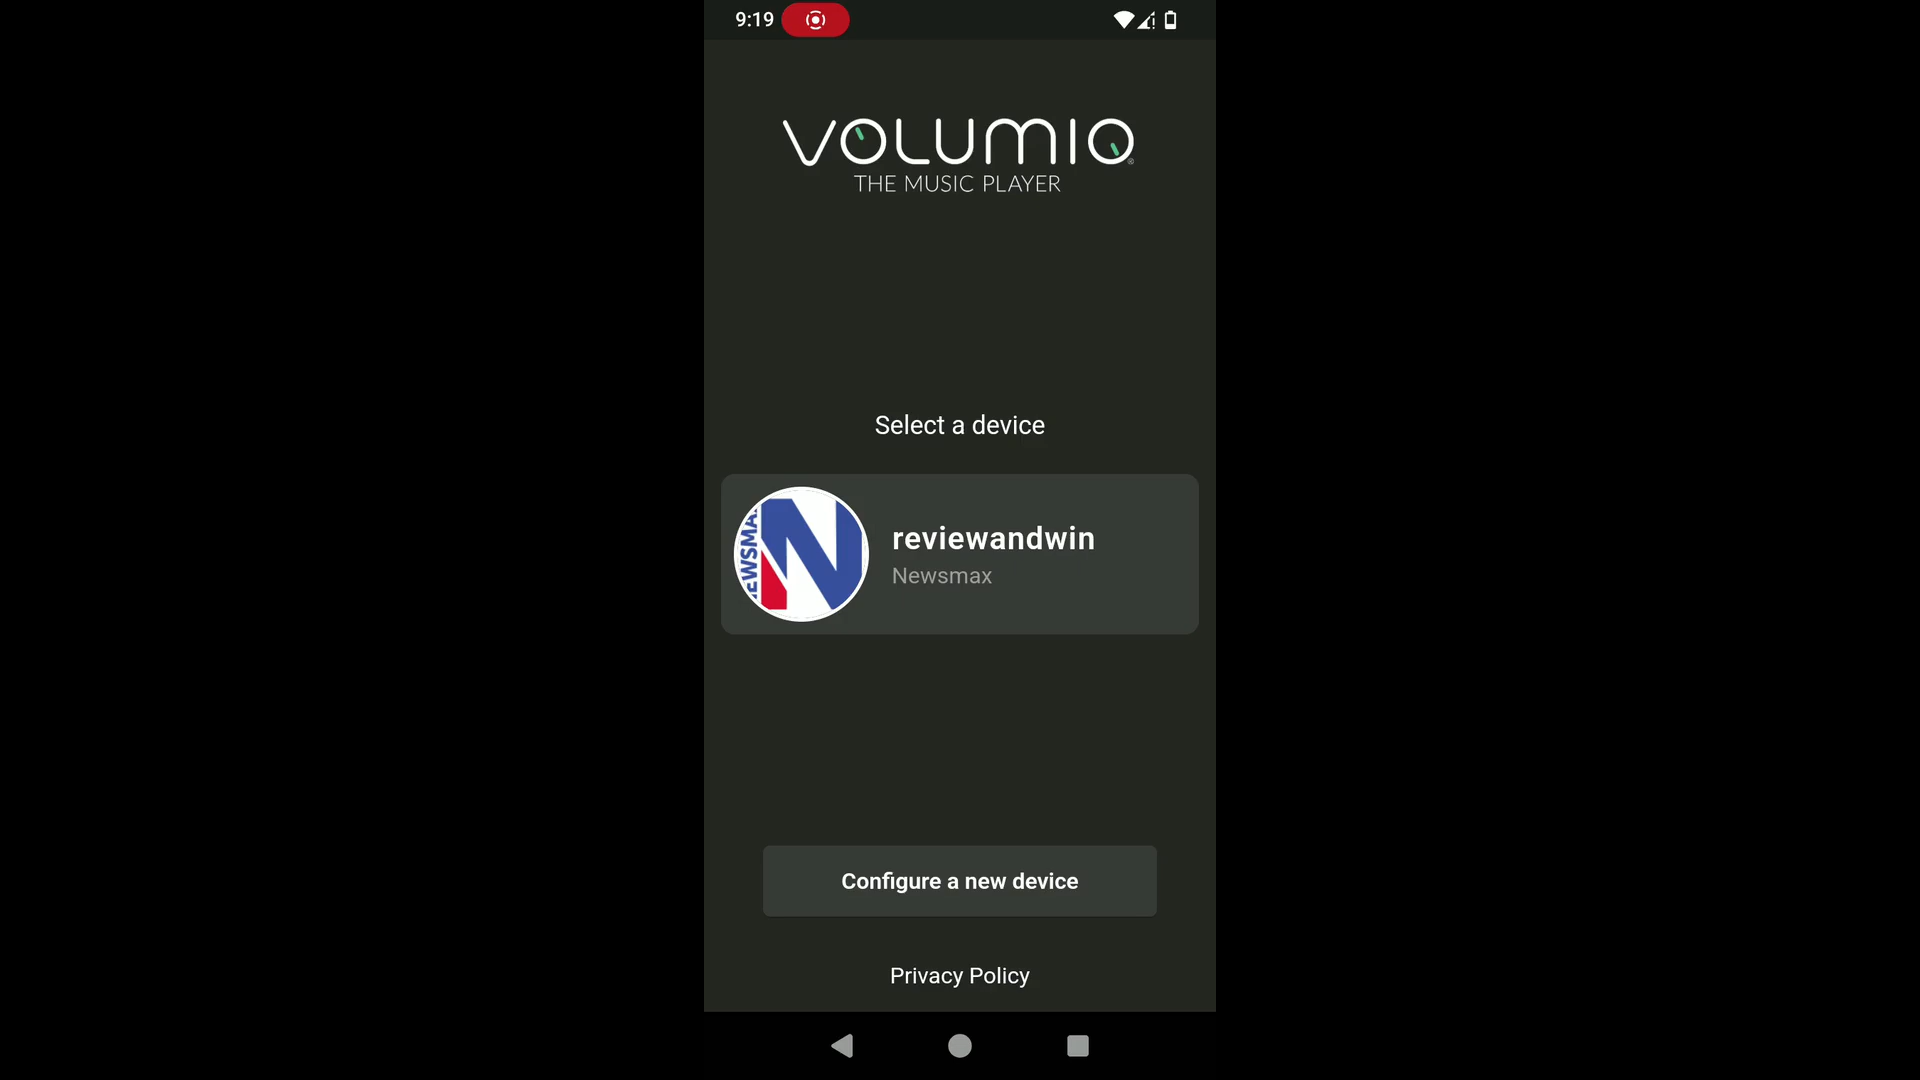 9:19
VOLUMIO
THE MUSIC PLAYER
Select a device
reviewandwin
Newsmax
Configure a new device
Privacy Policy